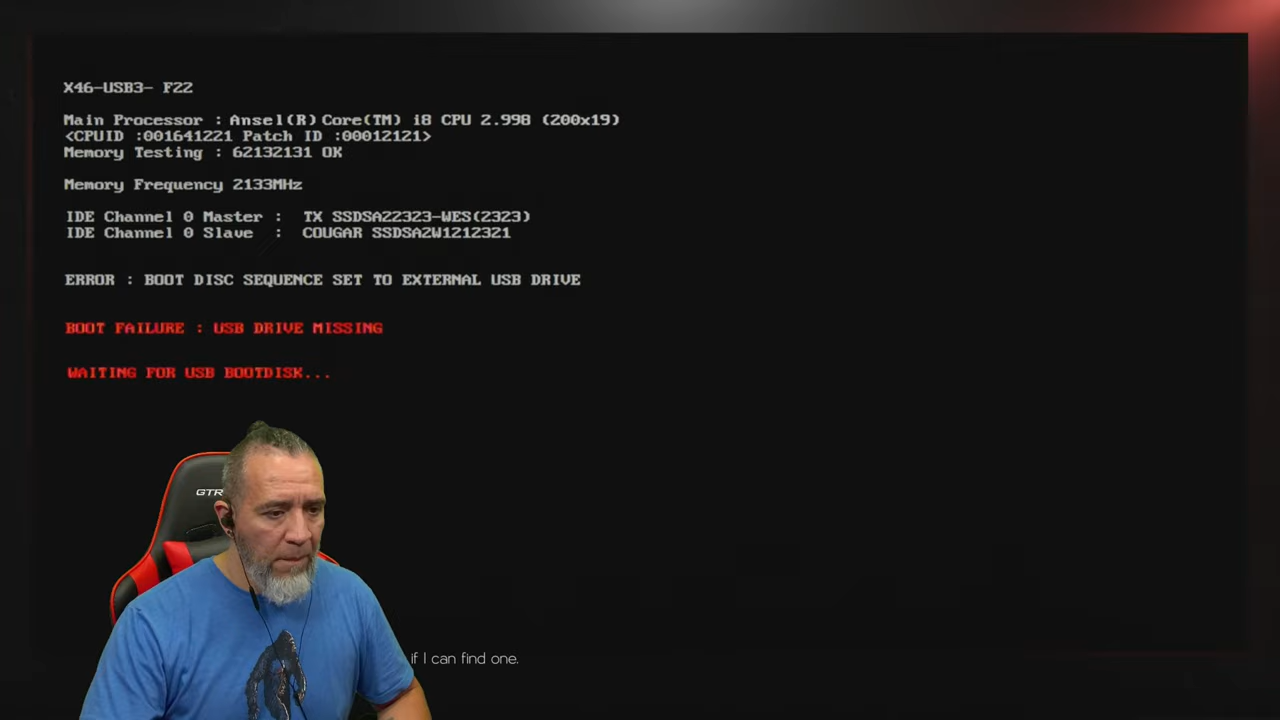 X46-USB3- F22
Main Processor : Ansel(R) Core(TM) i8 CPU 2.998 (200x19)
<CPUID :001641221 Patch ID :00012121>
Memory Testing : 62132131 OK
Memory Frequency 2133MHz
IDE Channel 0 Master : TX SSDSA22323-WES(2323)
IDE Channel 0 Slave : COUGAR SSDSA2W1212321
ERROR : BOOT DISC SEQUENCE SET TO EXTERNAL USB DRIVE
BOOT FAILURE : USB DRIVE MISSING
WAITING FOR USB BOOTDISK...
GTR
if I can find one.